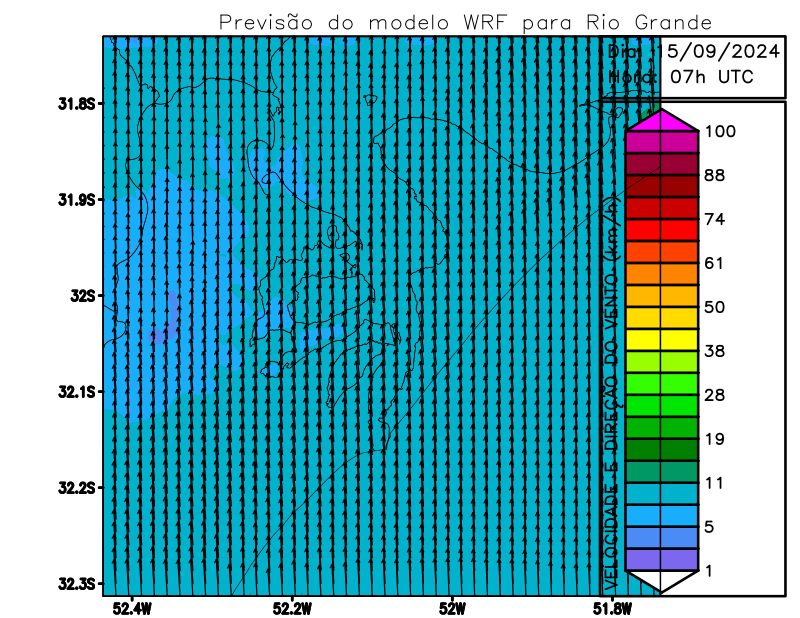 Previsão do modelo WRF para Rio Grande
Dia: 15/09/2024
Hora: 07h UTC
31.8S
31.9S
32S
32.1S
32.2S
32.3S
52.4W
52.2W
52W
51.8W
VELOCIDADE E DIREÇÃO DO VENTO (km/h)
100
88
74
61
50
38
28
19
11
5
1